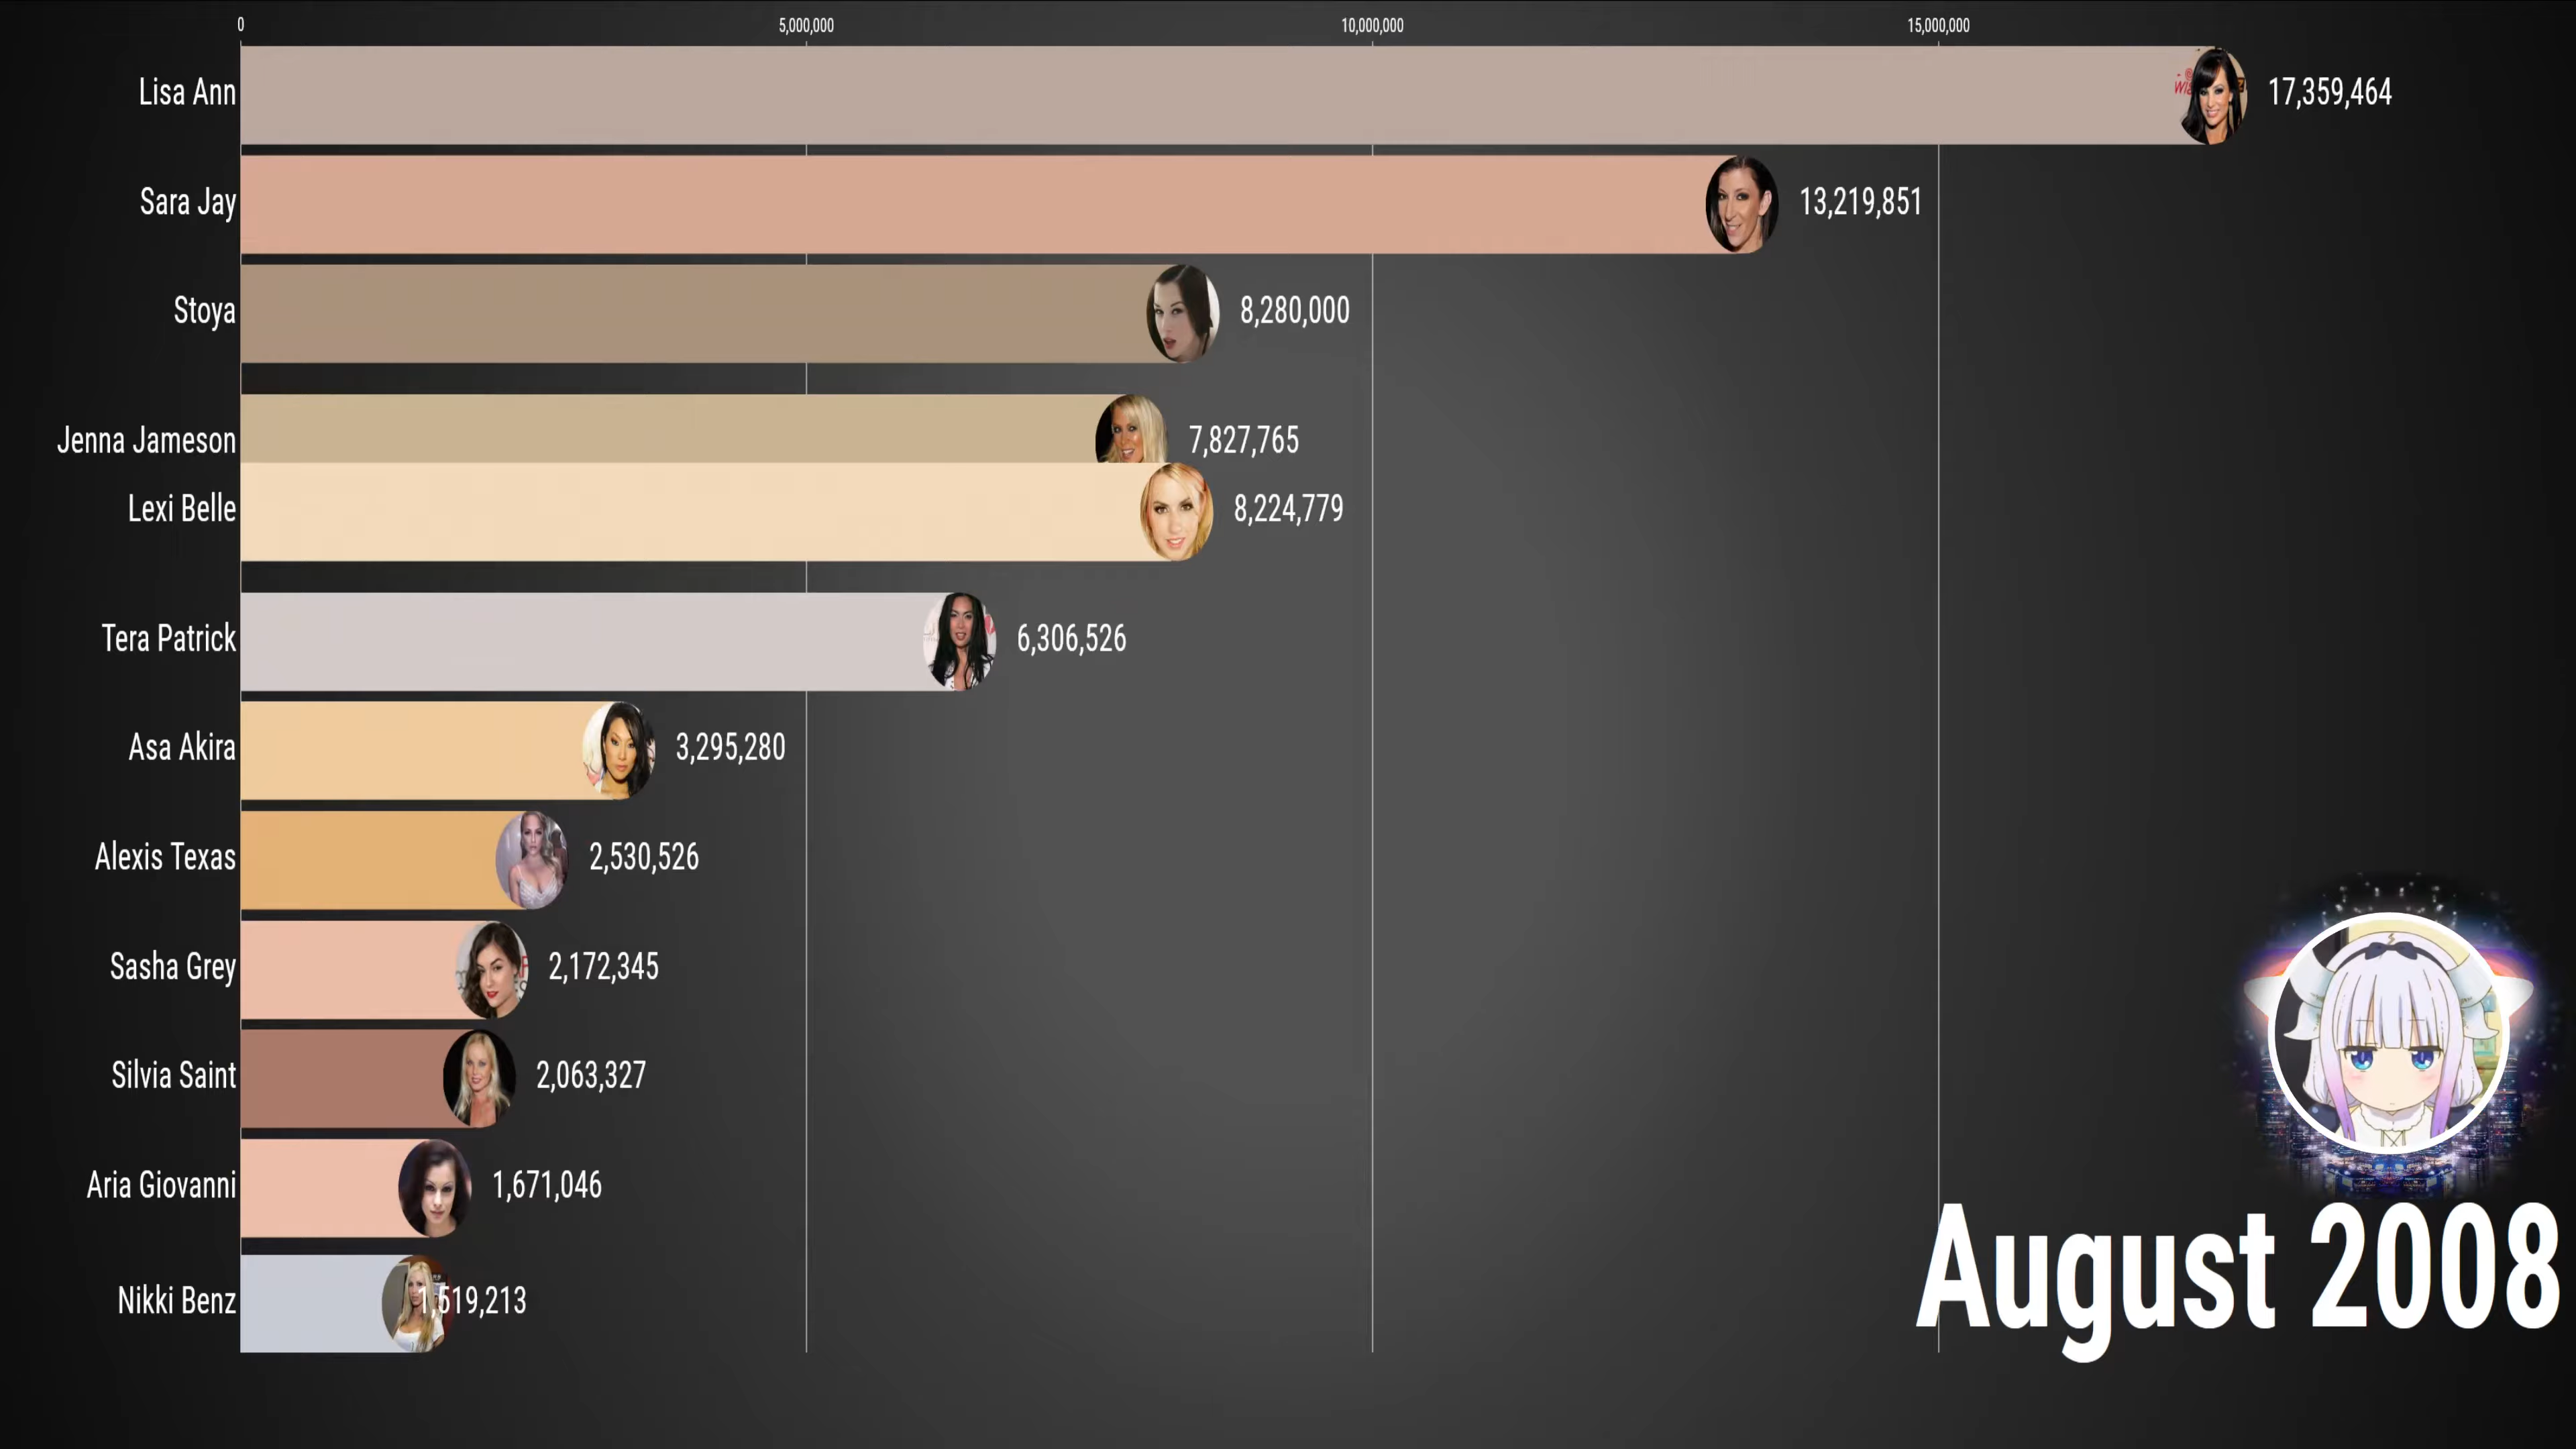 0 5,000,000 10,000,000 15,000,000
Lisa Ann 17,359,464
Sara Jay 13,219,851
Stoya 8,280,000
Jenna Jameson 7,827,765
Lexi Belle 8,224,779
Tera Patrick 6,306,526
Asa Akira 3,295,280
Alexis Texas 2,530,526
Sasha Grey 2,172,345
Silvia Saint 2,063,327
Aria Giovanni 1,671,046
Nikki Benz 1,519,213
August 2008